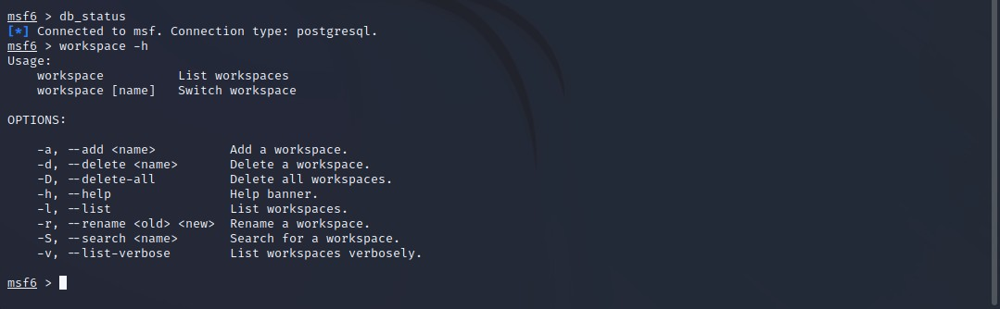 msf6 > db_status
[*] Connected to msf. Connection type: postgresql.
msf6 > workspace -h
Usage:
    workspace          List workspaces
    workspace [name]   Switch workspace

OPTIONS:

    -a, --add <name>          Add a workspace.
    -d, --delete <name>       Delete a workspace.
    -D, --delete-all          Delete all workspaces.
    -h, --help                Help banner.
    -l, --list                List workspaces.
    -r, --rename <old> <new>  Rename a workspace.
    -S, --search <name>       Search for a workspace.
    -v, --list-verbose        List workspaces verbosely.

msf6 >